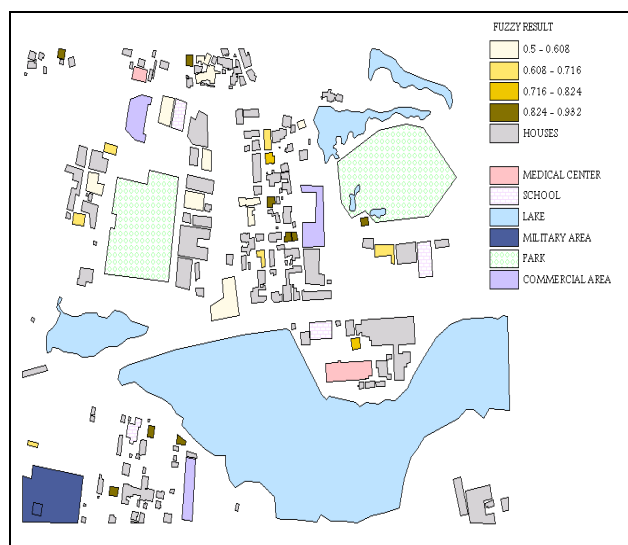 FUZZY RESULT
0.5 - 0.608
0.608 - 0.716
0.716 - 0.824
0.824 - 0.932
HOUSES
MEDICAL CENTER
SCHOOL
LAKE
MILITARY AREA
PARK
COMMERCIAL AREA